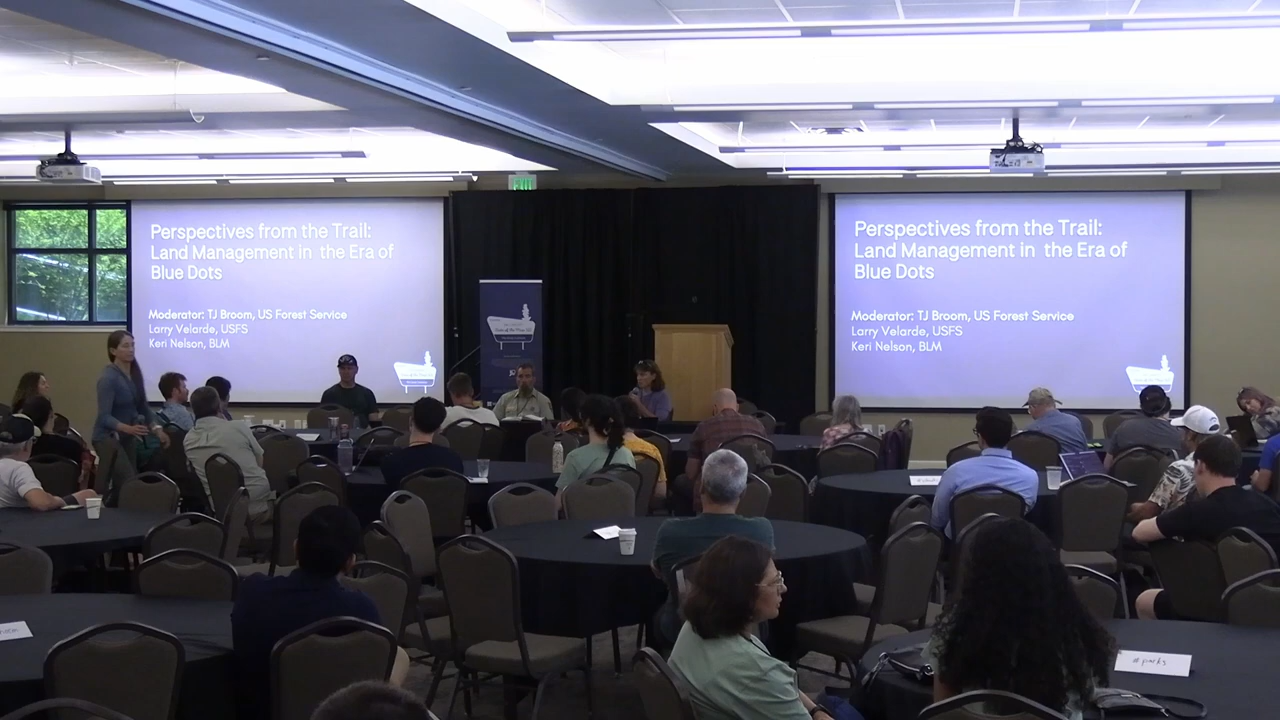 EXIT
Perspectives from the Trail:
Land Management in the Era of
Blue Dots
Moderator: TJ Broom, US Forest Service
Larry Velarde, USFS
Keri Nelson, BLM
Perspectives from the Trail:
Land Management in the Era of
Blue Dots
Moderator: TJ Broom, US Forest Service
Larry Velarde, USFS
Keri Nelson, BLM
#parks